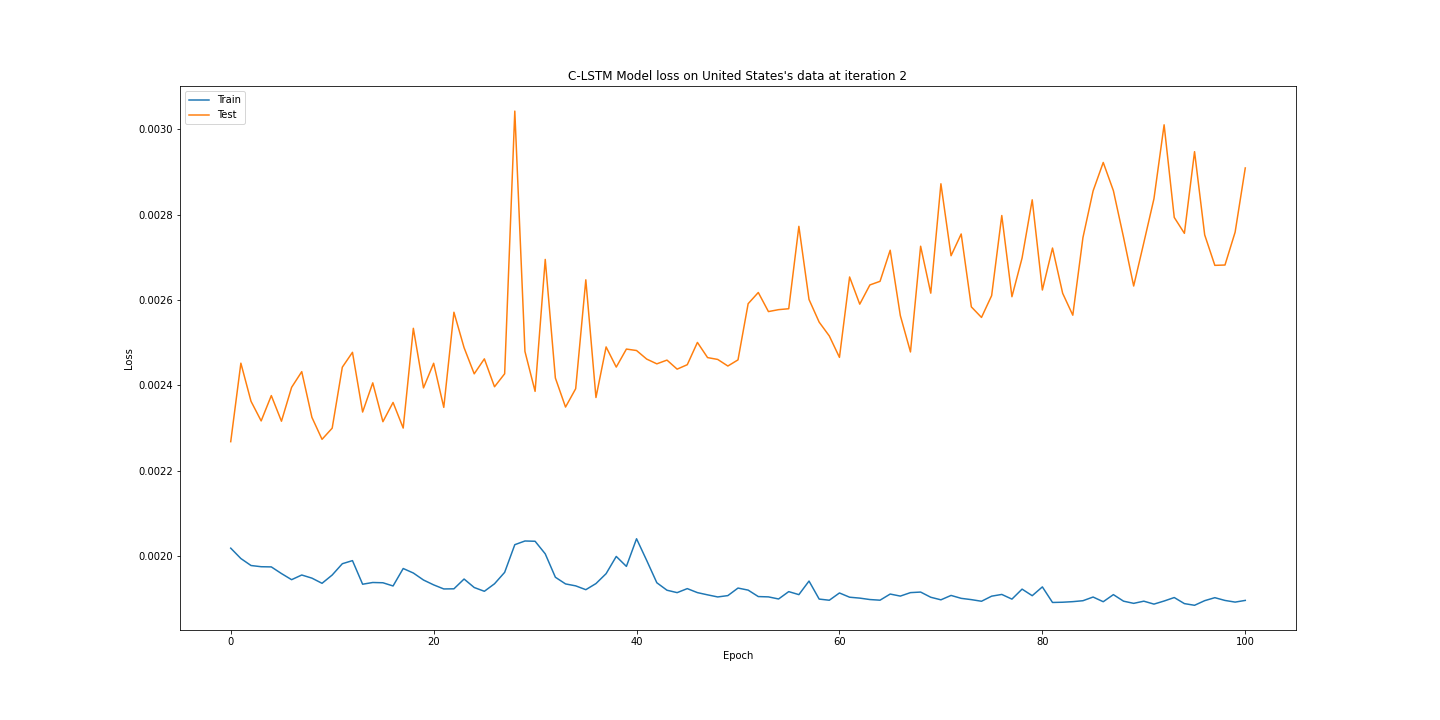 C-LSTM Model loss on United States's data at iteration 2
Train
Test
0.0030
0.0028
0.0026
0.0024
0.0022
0.0020
Loss
0 20 40 60 80 100
Epoch